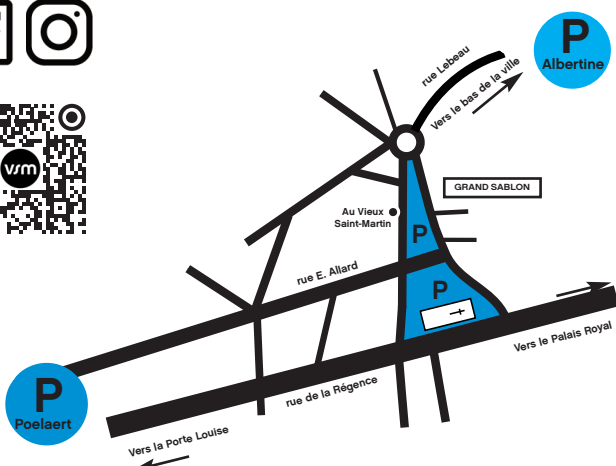 P
Albertine
rue Lebeau
Vers le bas de la ville
vsm
GRAND SABLON
Au Vieux
Saint-Martin
P
rue E. Allard
P
Vers le Palais Royal
P
Poelaert
rue de la Régence
Vers la Porte Louise